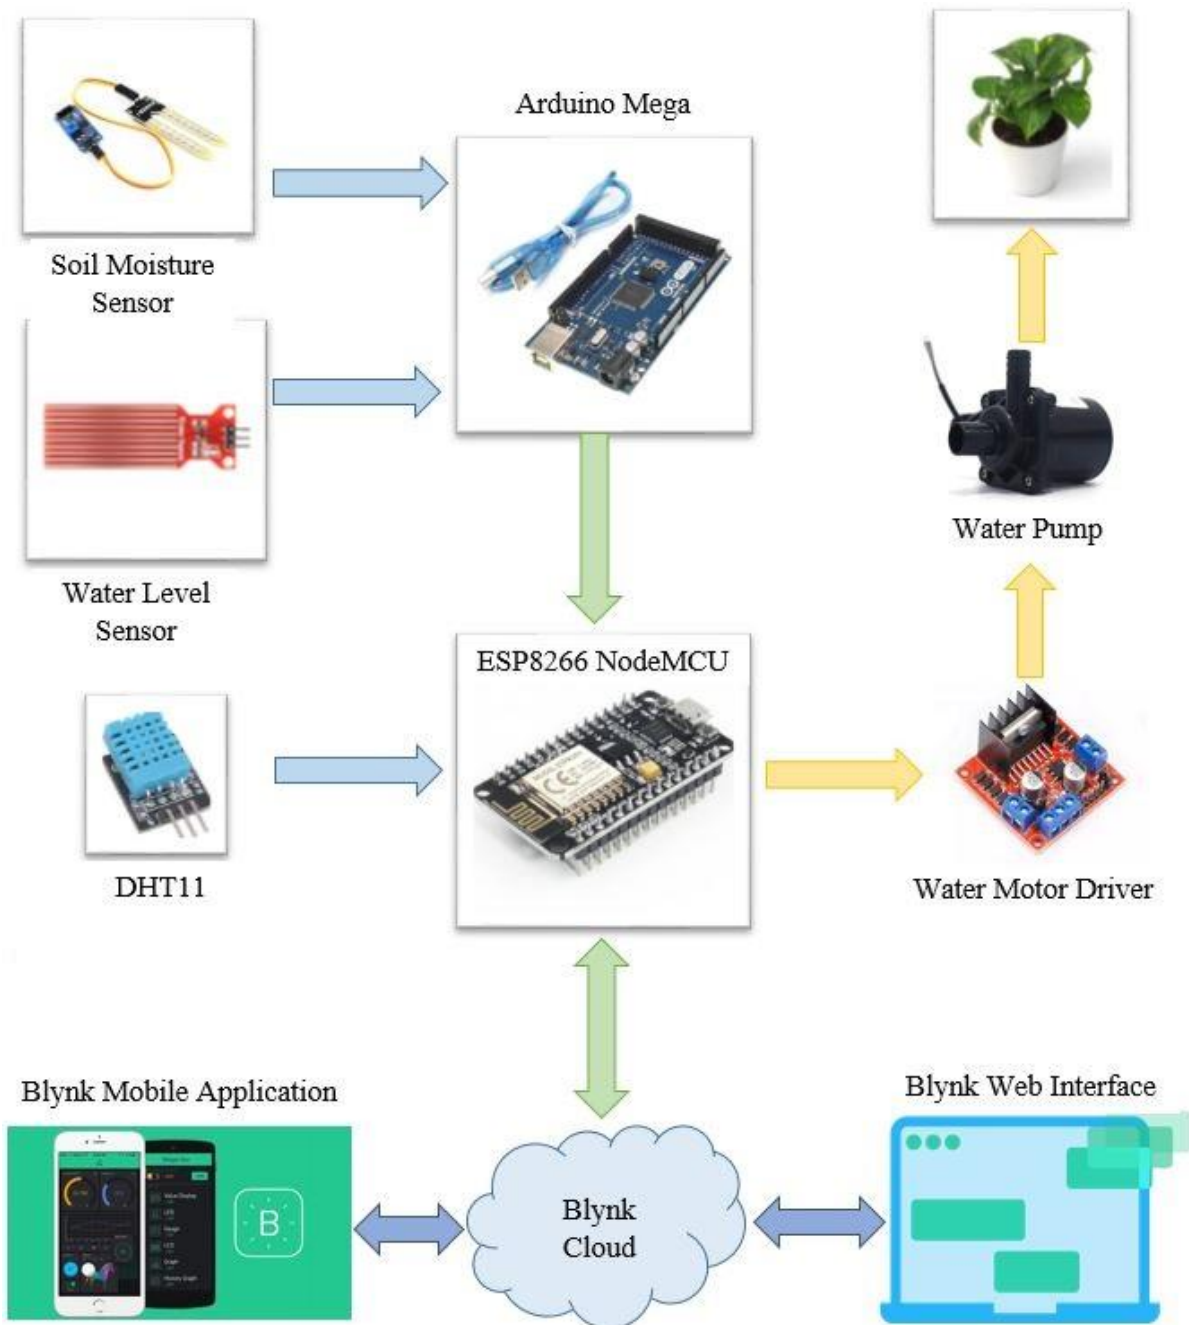 Arduino Mega
Soil Moisture
Sensor
Water Level
Sensor
Water Pump
ESP8266 NodeMCU
DHT11
Water Motor Driver
Blynk Mobile Application
Blynk Web Interface
B
Blynk
Cloud